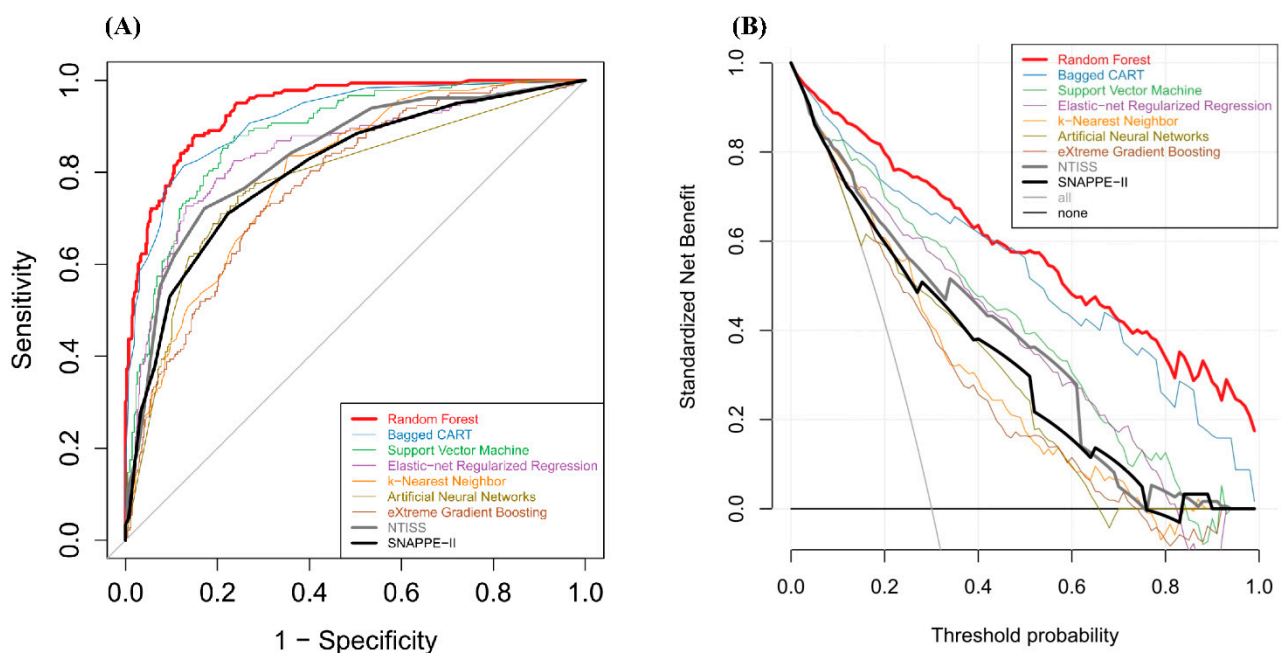 (A)
1.0
0.8
0.6
0.4
0.2
0.0
Sensitivity
0.0 0.2 0.4 0.6 0.8 1.0
1 − Specificity
Random Forest
Bagged CART
Support Vector Machine
Elastic−net Regularized Regression
k−Nearest Neighbor
Artificial Neural Networks
eXtreme Gradient Boosting
NTISS
SNAPPE−II
(B)
1.0
0.8
0.6
0.4
0.2
0.0
Standardized Net Benefit
0.0 0.2 0.4 0.6 0.8 1.0
Threshold probability
Random Forest
Bagged CART
Support Vector Machine
Elastic−net Regularized Regression
k−Nearest Neighbor
Artificial Neural Networks
eXtreme Gradient Boosting
NTISS
SNAPPE−II
all
none